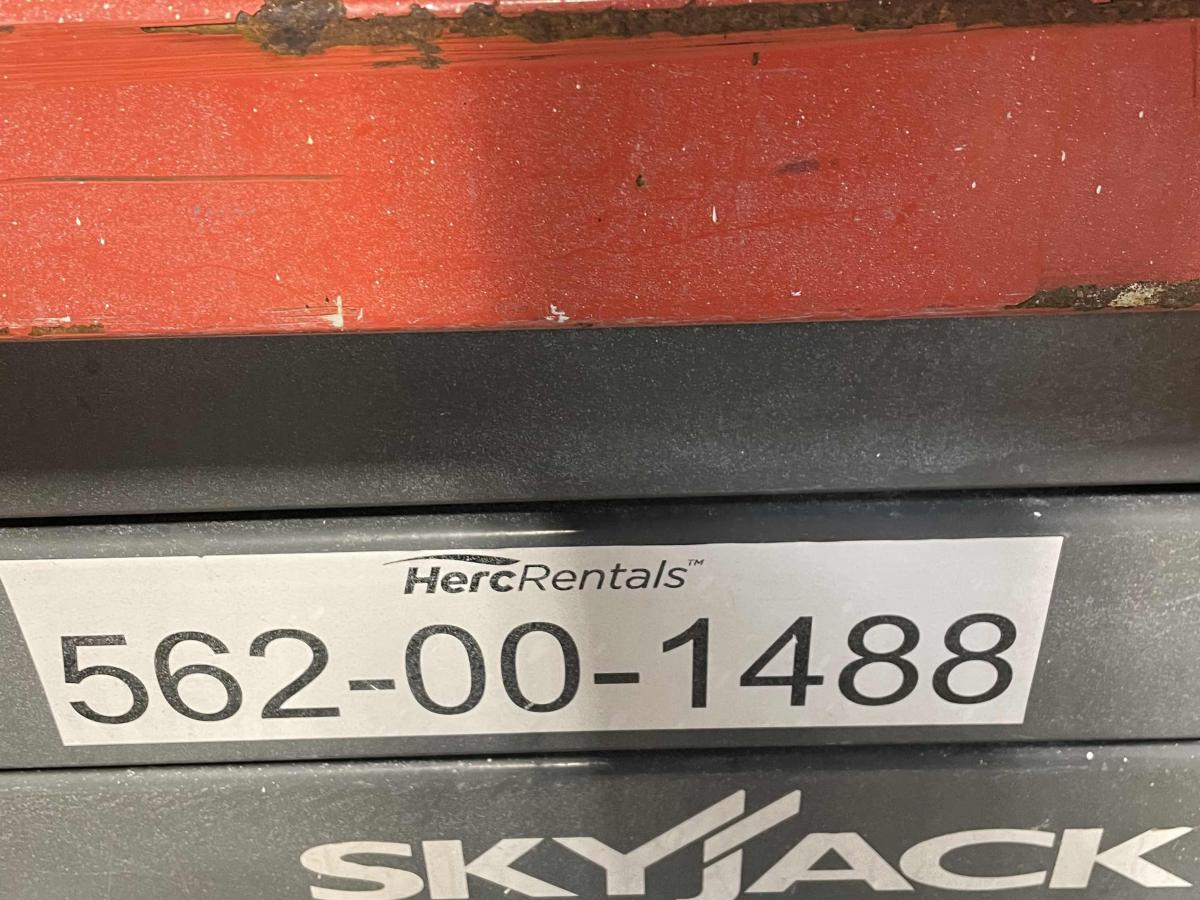 HercRentals™
562-00-1488
SKYJACK